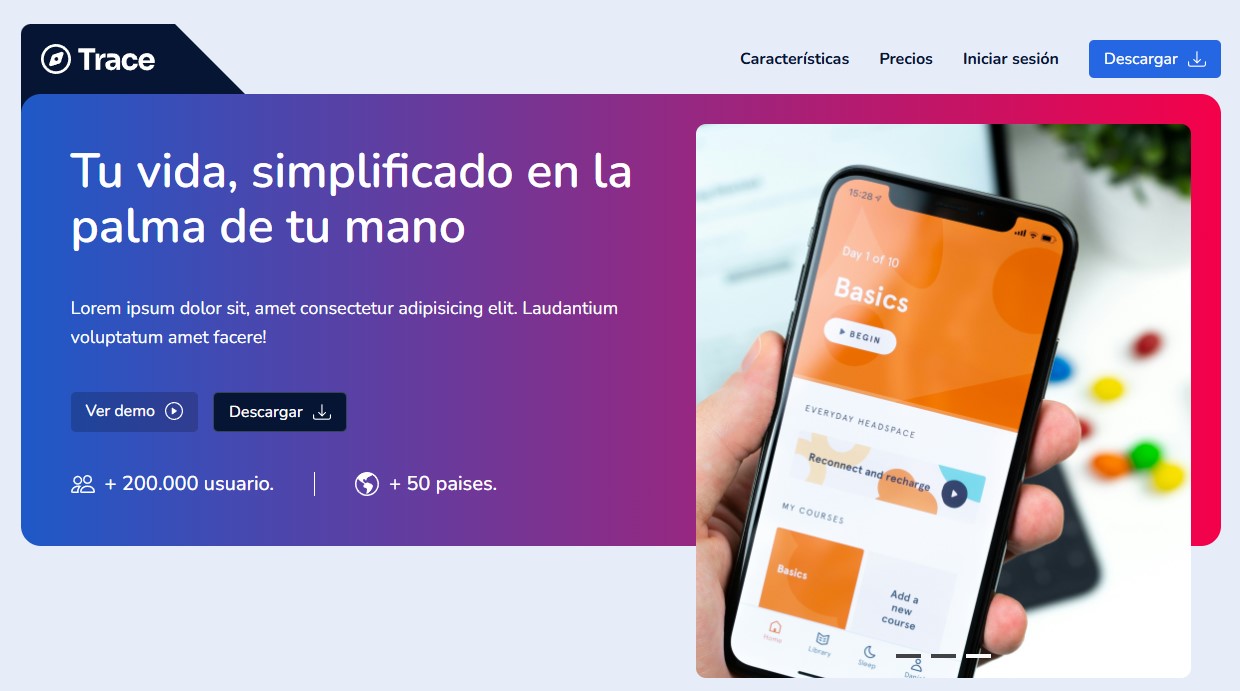 Trace
Características
Precios
Iniciar sesión
Descargar
Tu vida, simplificado en la
palma de tu mano
Lorem ipsum dolor sit, amet consectetur adipisicing elit. Laudantium
voluptatum amet facere!
Ver demo
Descargar
+ 200.000 usuario.
+ 50 paises.
15:28
Day 1 of 10
Basics
BEGIN
EVERYDAY HEADSPACE
Reconnect and recharge
MY COURSES
Basics
Add a
new
course
Home
Library
Sleep